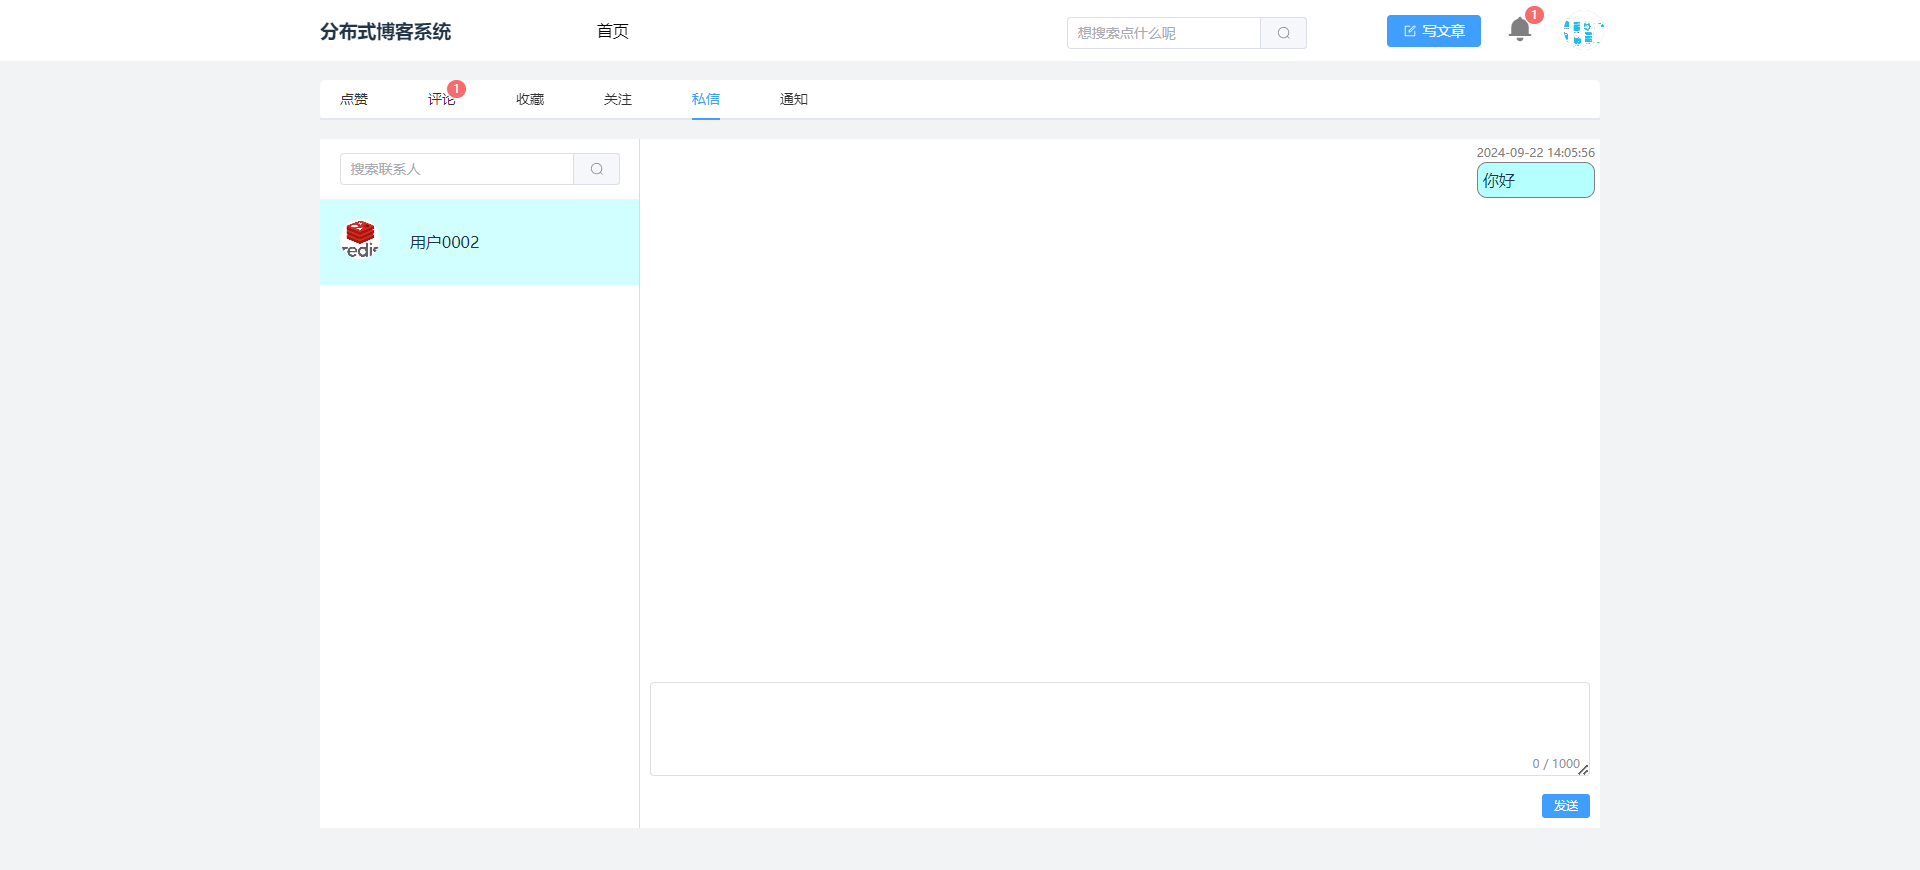 分布式博客系统
首页
想搜索点什么呢
写文章
1
点赞
评论
1
收藏
关注
私信
通知
搜索联系人
用户0002
2024-09-22 14:05:56
你好
0 / 1000
发送